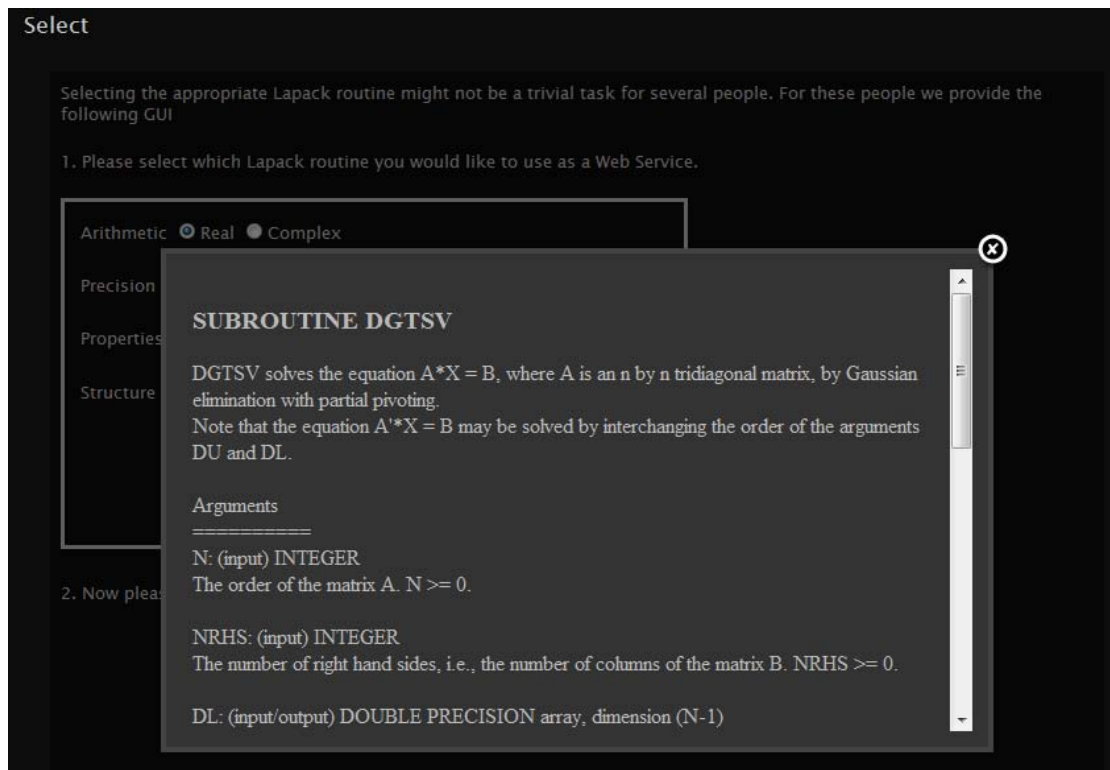 Select
Selecting the appropriate Lapack routine might not be a trivial task for several people. For these people we provide the
following GUI
1. Please select which Lapack routine you would like to use as a Web Service.
Arithmetic Real Complex
Precision
Properties
Structure
SUBROUTINE DGTSV
DGTSV solves the equation A*X = B, where A is an n by n tridiagonal matrix, by Gaussian
elimination with partial pivoting.
Note that the equation A'*X = B may be solved by interchanging the order of the arguments
DU and DL.
Arguments
==========
N: (input) INTEGER
The order of the matrix A. N >= 0.
NRHS: (input) INTEGER
The number of right hand sides, i.e., the number of columns of the matrix B. NRHS >= 0.
DL: (input/output) DOUBLE PRECISION array, dimension (N-1)
2. Now plea